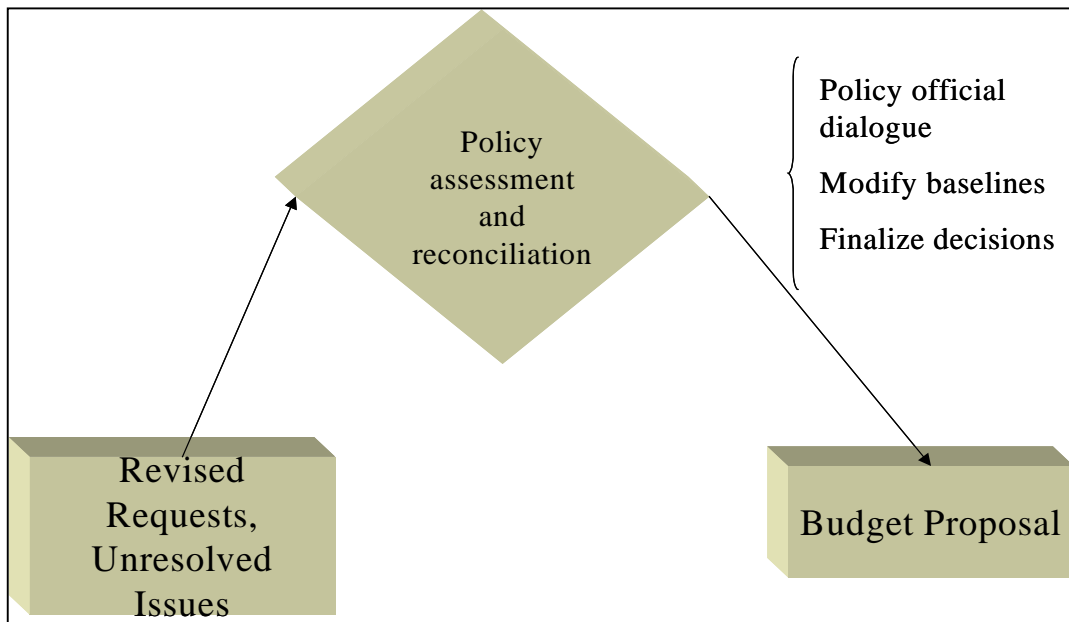 Policy
assessment
and
reconciliation
Policy official
dialogue
Modify baselines
Finalize decisions
Revised
Requests,
Unresolved
Issues
Budget Proposal